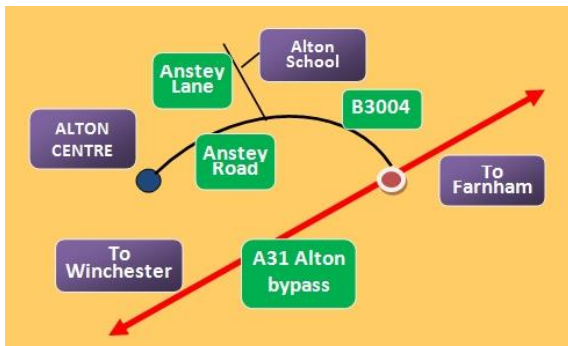 Alton
School
Anstey
Lane
B3004
ALTON
CENTRE
Anstey
Road
To
Farnham
To
Winchester
A31 Alton
bypass